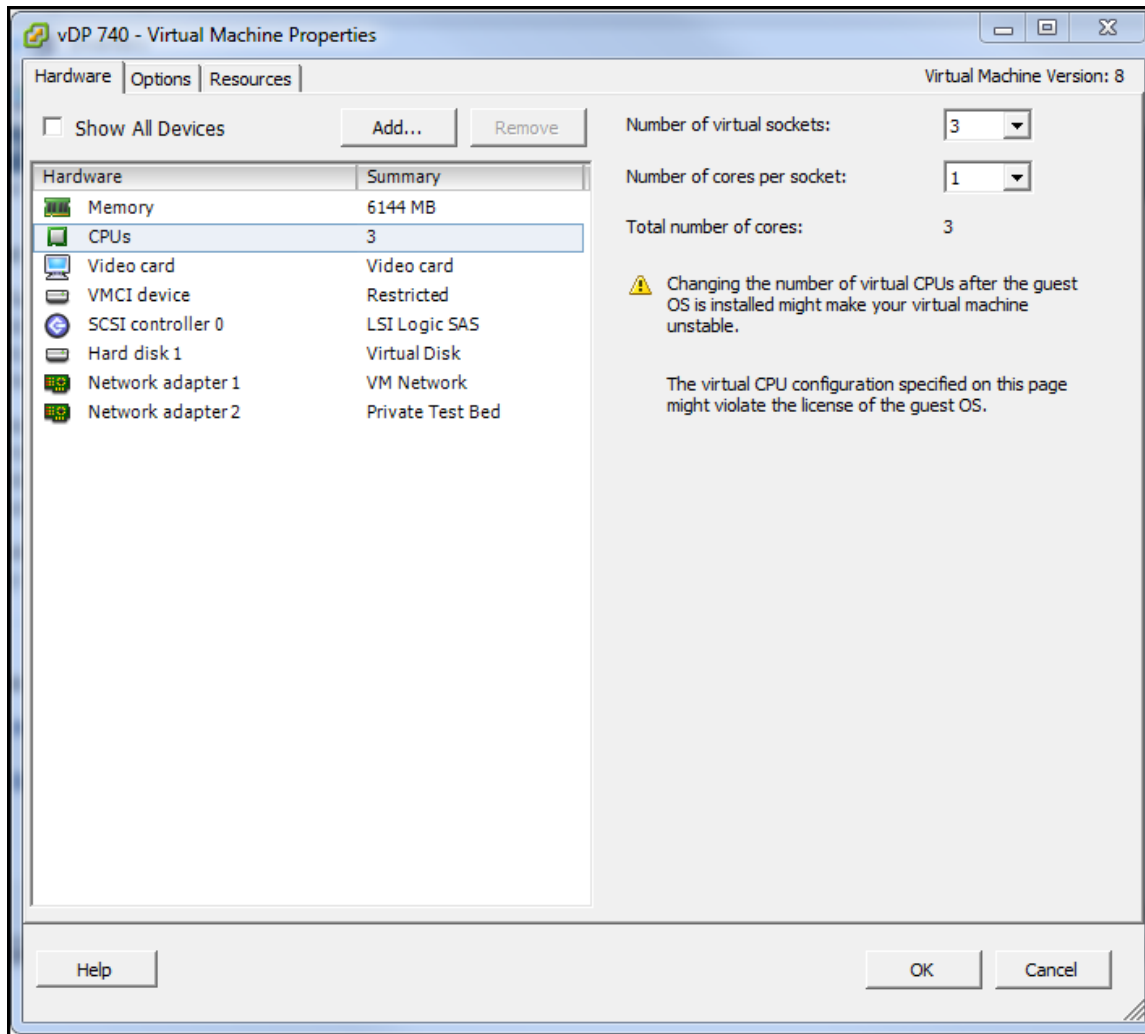 vDP 740 - Virtual Machine Properties
Hardware Options Resources Virtual Machine Version: 8
Show All Devices Add... Remove
Hardware Summary
Memory 6144 MB
CPUs 3
Video card Video card
VMCI device Restricted
SCSI controller 0 LSI Logic SAS
Hard disk 1 Virtual Disk
Network adapter 1 VM Network
Network adapter 2 Private Test Bed
Number of virtual sockets: 3
Number of cores per socket: 1
Total number of cores: 3
Changing the number of virtual CPUs after the guest
OS is installed might make your virtual machine
unstable.
The virtual CPU configuration specified on this page
might violate the license of the guest OS.
Help OK Cancel